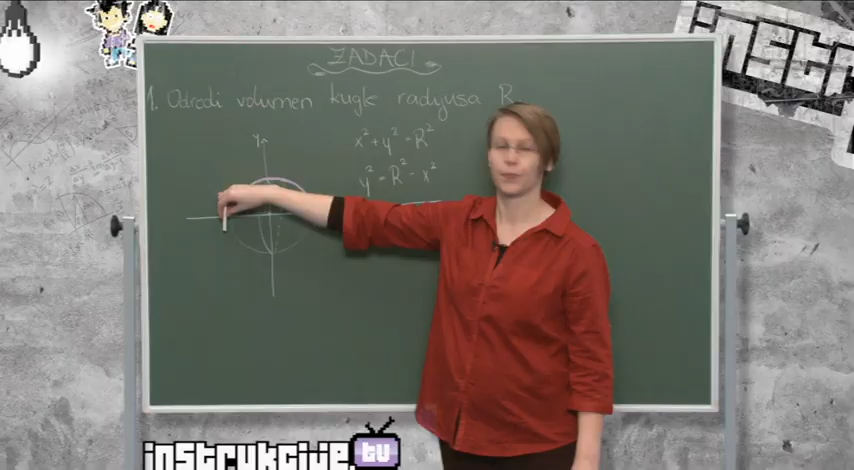 ZADACI
1. Odredi volumen kugle radijusa R
y
x² + y² = R²
y² = R² - x²
instrukcije.tv